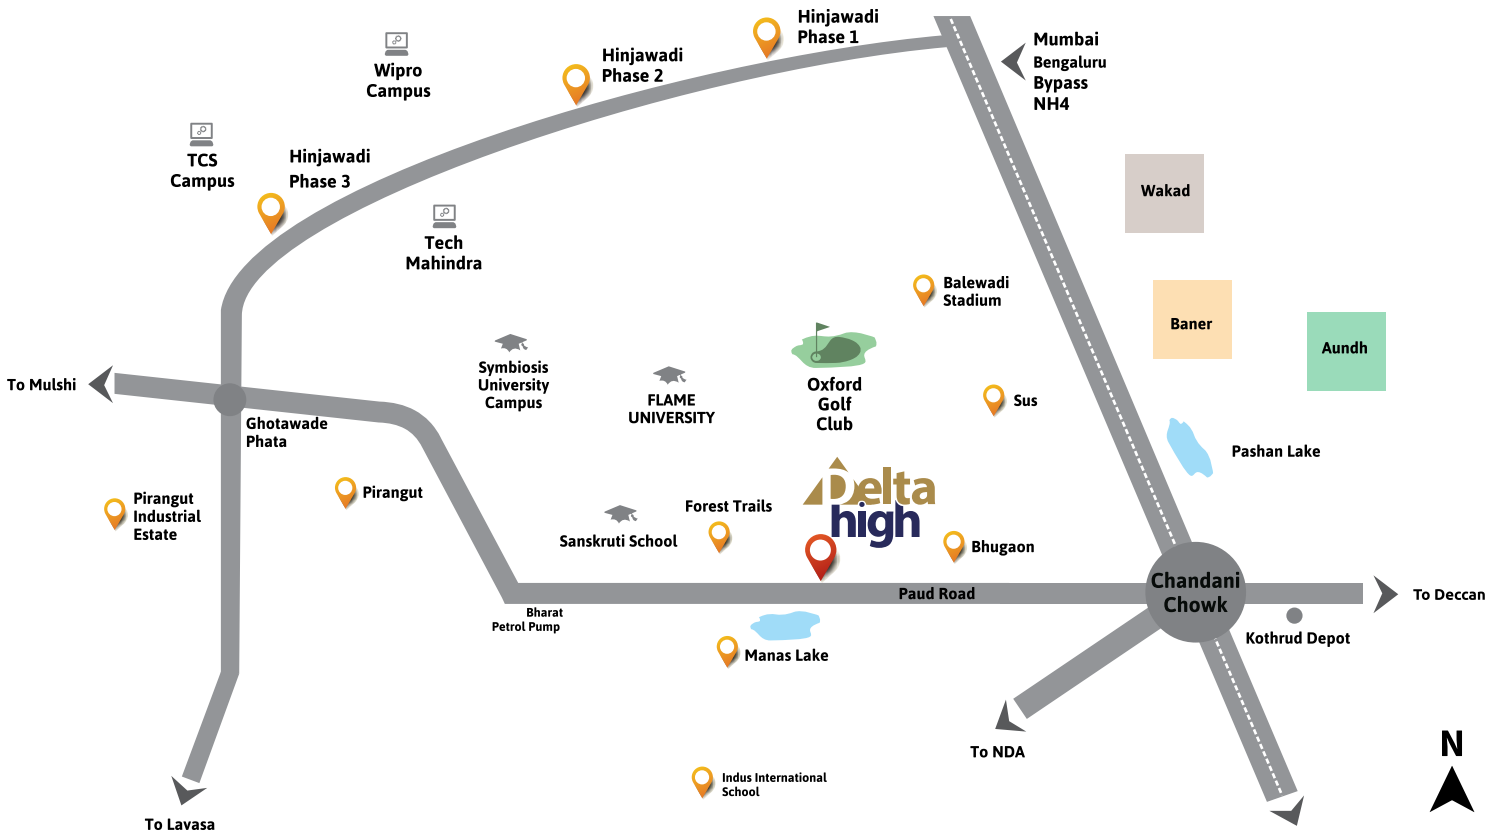 Hinjawadi
Phase 1
Mumbai
Bengaluru
Bypass
NH4
Hinjawadi
Phase 2
Wipro
Campus
TCS
Campus
Hinjawadi
Phase 3
Wakad
Tech
Mahindra
Balewadi
Stadium
Baner
Aundh
To Mulshi
Symbiosis
University
Campus
FLAME
UNIVERSITY
Oxford
Golf
Club
Sus
Ghotawade
Phata
Pashan Lake
Pirangut
Pirangut
Industrial
Estate
Delta
high
Forest Trails
Sanskruti School
Bhugaon
Paud Road
Chandani
Chowk
To Deccan
Bharat
Petrol Pump
Kothrud Depot
Manas Lake
To NDA
N
Indus International
School
To Lavasa